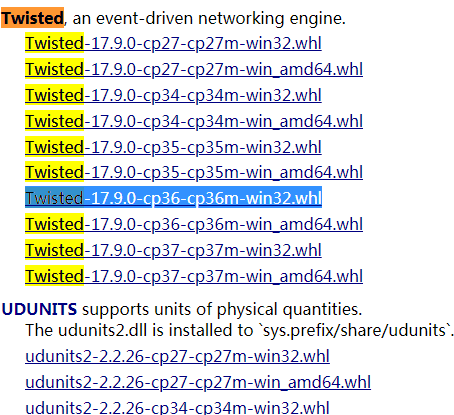 Twisted, an event-driven networking engine.
Twisted-17.9.0-cp27-cp27m-win32.whl
Twisted-17.9.0-cp27-cp27m-win_amd64.whl
Twisted-17.9.0-cp34-cp34m-win32.whl
Twisted-17.9.0-cp34-cp34m-win_amd64.whl
Twisted-17.9.0-cp35-cp35m-win32.whl
Twisted-17.9.0-cp35-cp35m-win_amd64.whl
Twisted-17.9.0-cp36-cp36m-win32.whl
Twisted-17.9.0-cp36-cp36m-win_amd64.whl
Twisted-17.9.0-cp37-cp37m-win32.whl
Twisted-17.9.0-cp37-cp37m-win_amd64.whl
UDUNITS supports units of physical quantities.
The udunits2.dll is installed to `sys.prefix/share/udunits`.
udunits2-2.2.26-cp27-cp27m-win32.whl
udunits2-2.2.26-cp27-cp27m-win_amd64.whl
udunits2-2.2.26-cp34-cp34m-win32.whl